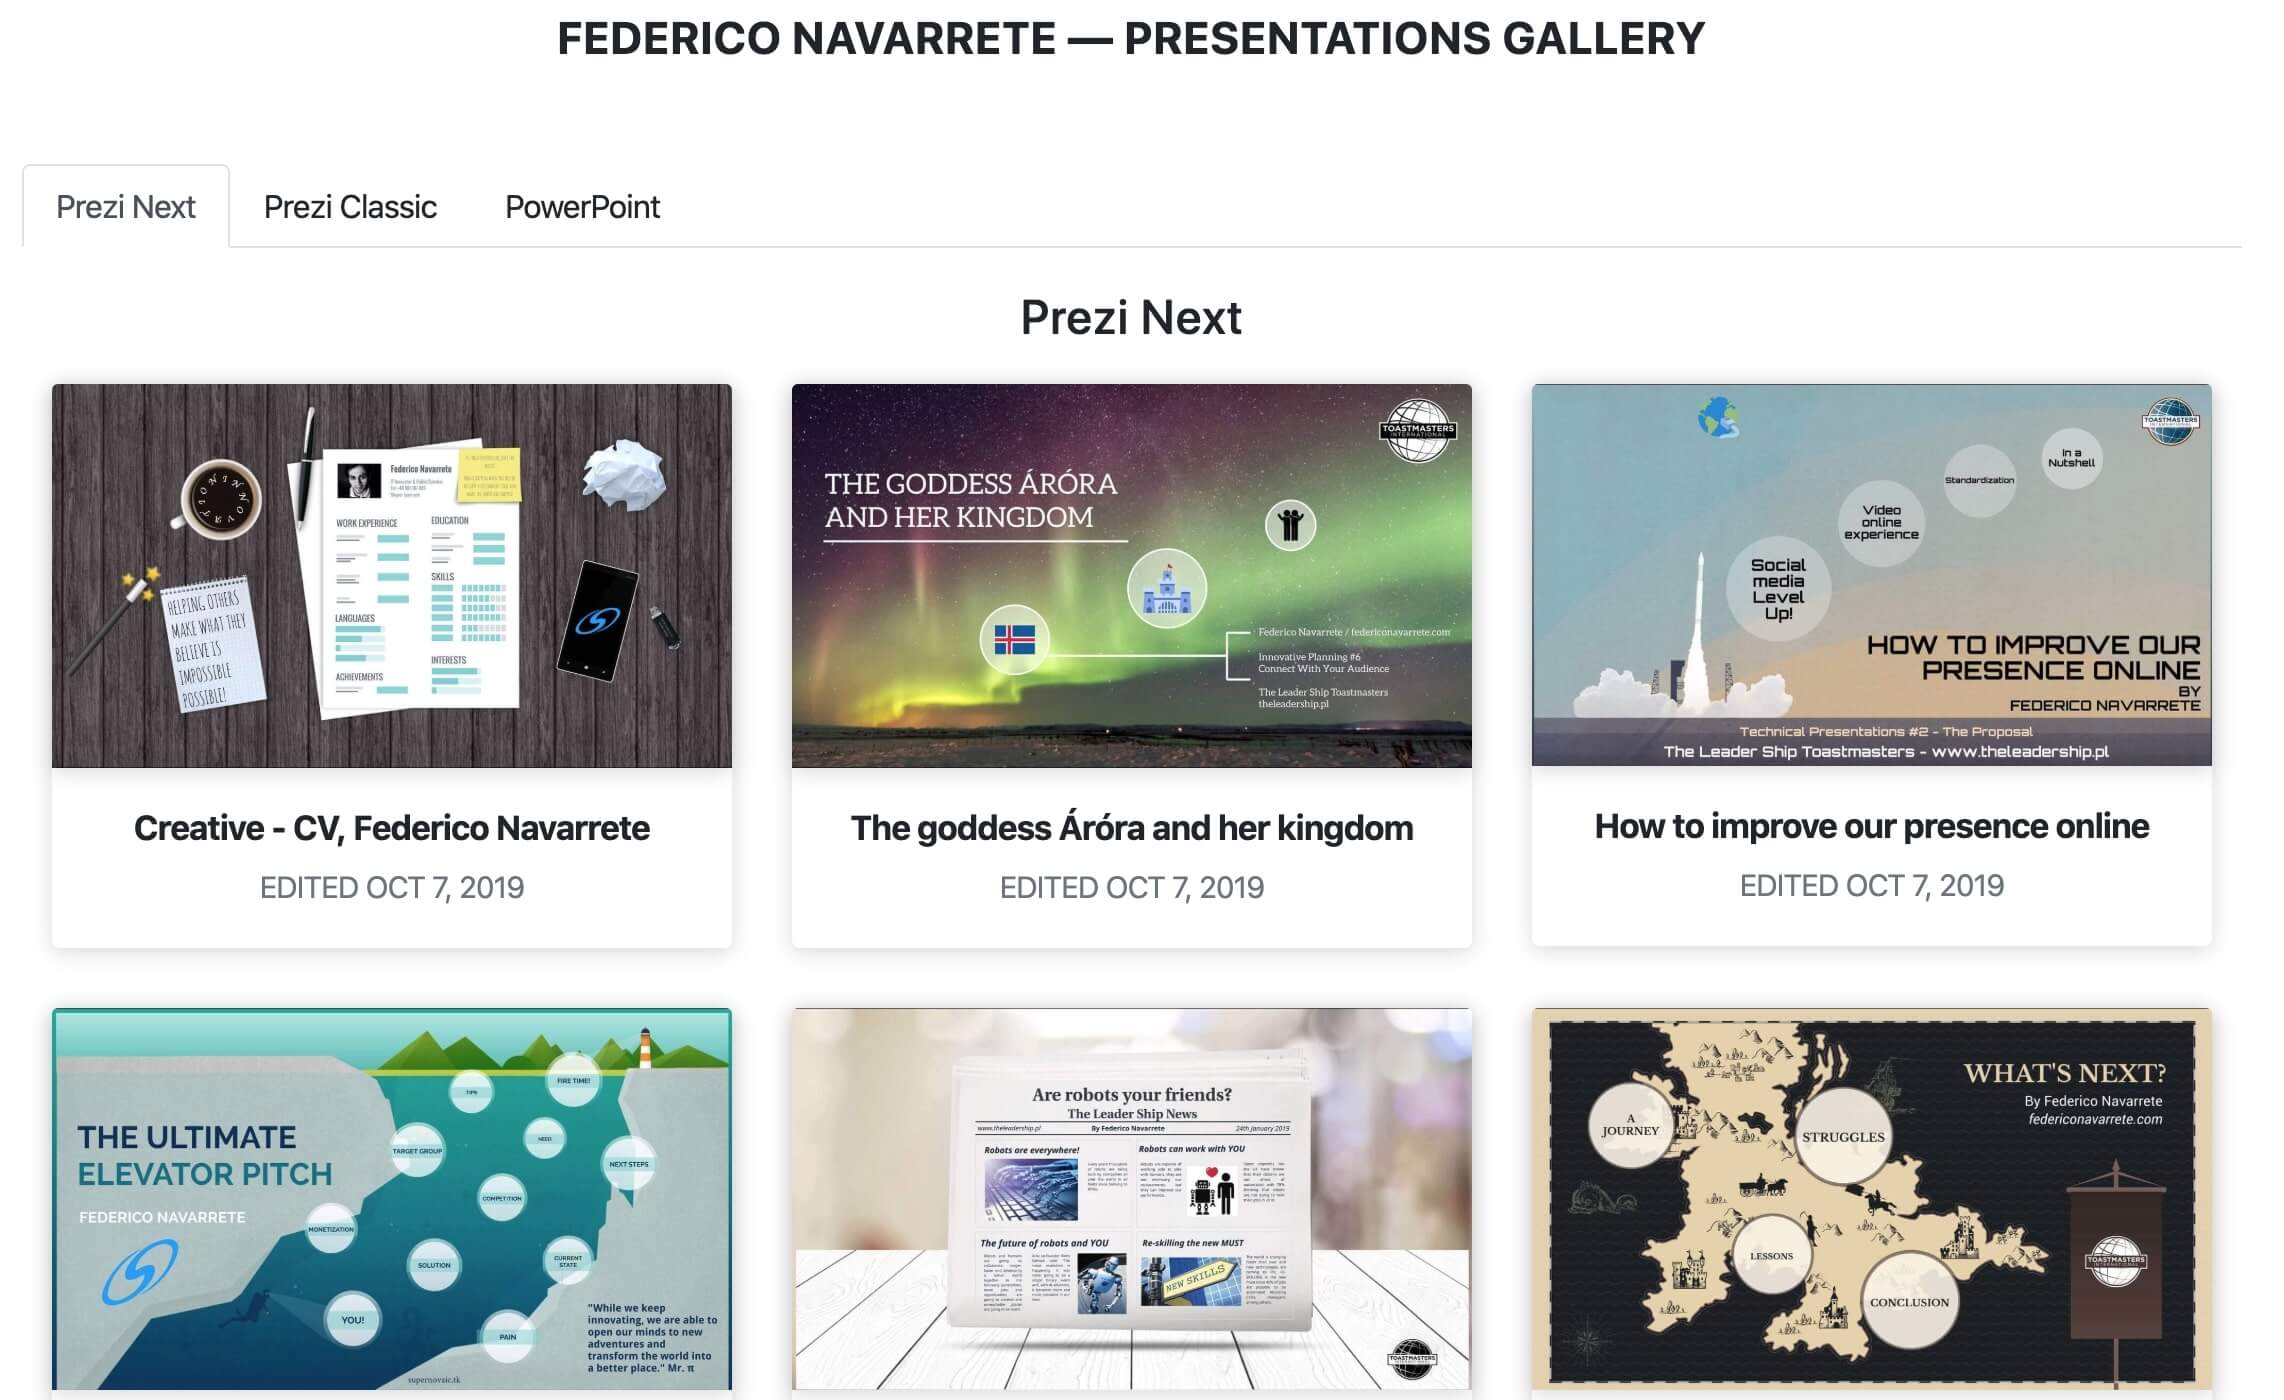 FEDERICO NAVARRETE — PRESENTATIONS GALLERY
Prezi Next
Prezi Classic
PowerPoint
Prezi Next
Federico Navarrete
WORK EXPERIENCE
EDUCATION
SKILLS
LANGUAGES
INTERESTS
ACHIEVEMENTS
HELPING OTHERS
MAKE WHAT THEY
BELIEVE IS
IMPOSSIBLE
POSSIBLE!
Creative - CV, Federico Navarrete
EDITED OCT 7, 2019
TOASTMASTERS
INTERNATIONAL
THE GODDESS ÁRÓRA
AND HER KINGDOM
Federico Navarrete / federiconavarrete.com
Innovative Planning #6
Connect With Your Audience
The Leader Ship Toastmasters
theleadership.pl
The goddess Áróra and her kingdom
EDITED OCT 7, 2019
TOASTMASTERS
In a
Nutshell
Standardization
Video
online
experience
Social
media
Level
Up!
HOW TO IMPROVE OUR
PRESENCE ONLINE
BY
FEDERICO NAVARRETE
Technical Presentations #2 - The Proposal
The Leader Ship Toastmasters - www.theleadership.pl
How to improve our presence online
EDITED OCT 7, 2019
THE ULTIMATE
ELEVATOR PITCH
FEDERICO NAVARRETE
TIPS
FIRE TIME!
TARGET GROUP
NEED
NEXT STEPS
COMPETITION
MONETIZATION
SOLUTION
CURRENT
STATE
YOU!
PAIN
"While we keep
innovating, we are able to
open our minds to new
adventures and
transform the world into
a better place." Mr. π
supernovaic.tk
Are robots your friends?
The Leader Ship News
www.theleadership.pl
By Federico Navarrete
24th January 2019
Robots are everywhere!
Robots can work with YOU
The future of robots and YOU
Re-skilling the new MUST
NEW SKILLS
TOASTMASTERS
WHAT'S NEXT?
By Federico Navarrete
federiconavarrete.com
A
JOURNEY
STRUGGLES
LESSONS
CONCLUSION
TOASTMASTERS
INTERNATIONAL